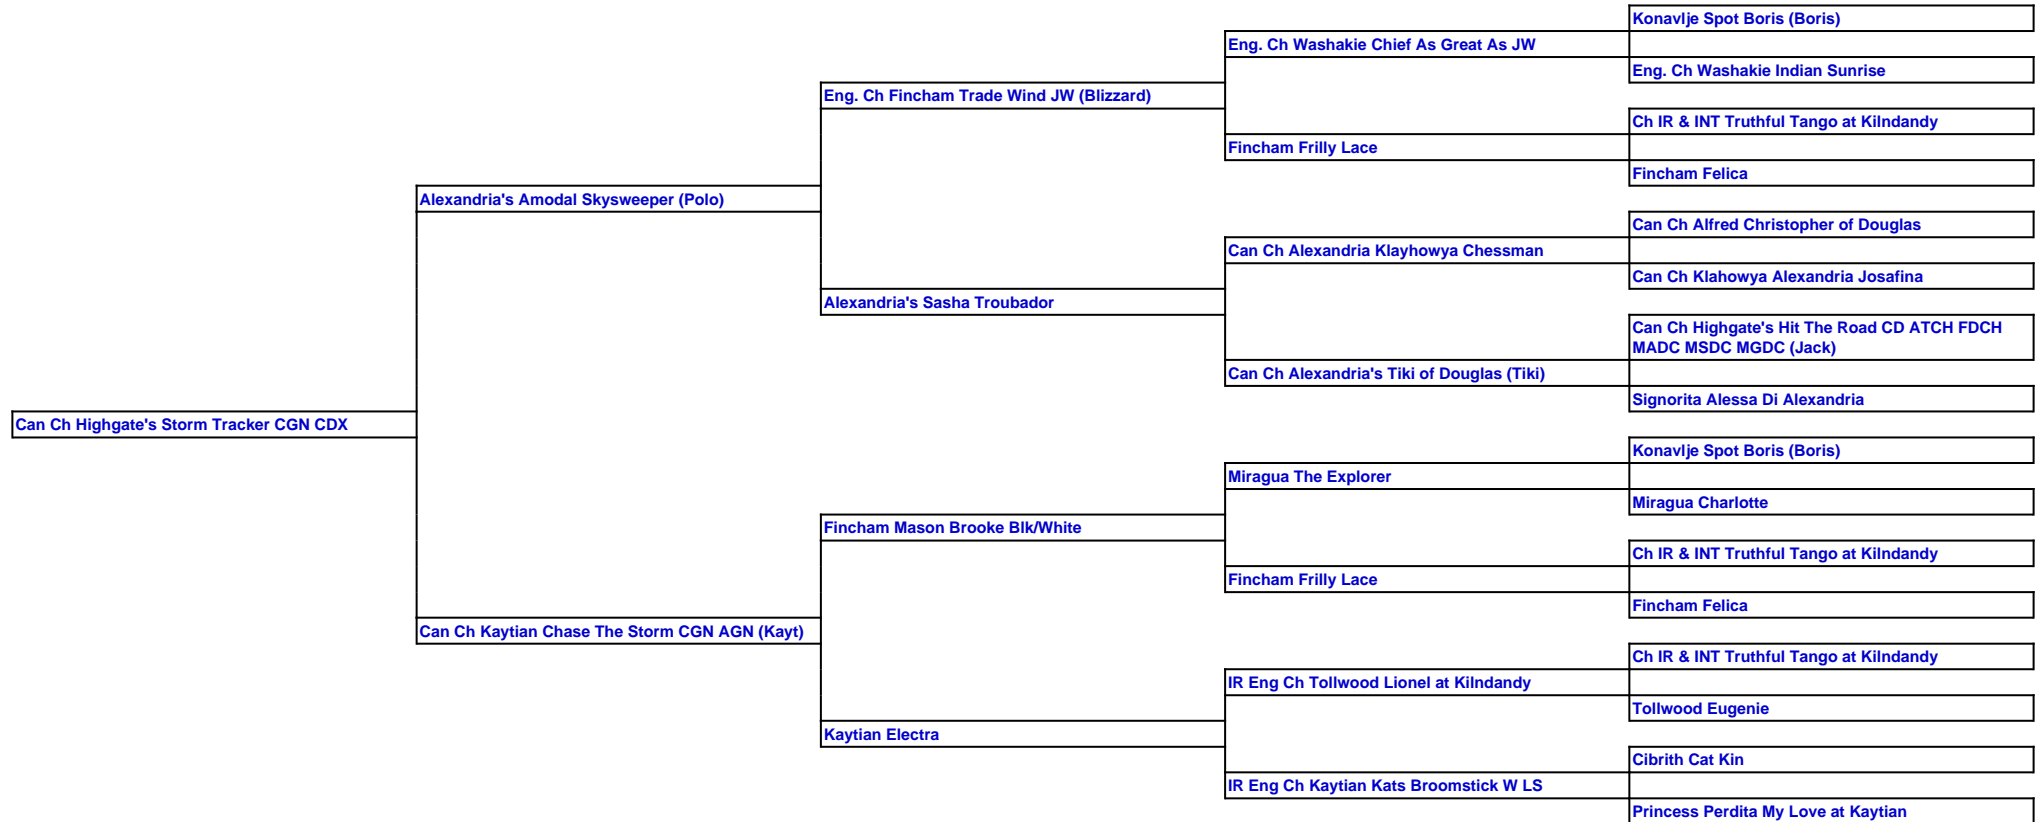 Konavlje Spot Boris (Boris)
Eng. Ch Washakie Chief As Great As JW
Eng. Ch Washakie Indian Sunrise
Eng. Ch Fincham Trade Wind JW (Blizzard)
Ch IR & INT Truthful Tango at Kilndandy
Fincham Frilly Lace
Fincham Felica
Alexandria's Amodal Skysweeper (Polo)
Can Ch Alfred Christopher of Douglas
Can Ch Alexandria Klayhowya Chessman
Can Ch Klahowya Alexandria Josafina
Alexandria's Sasha Troubador
Can Ch Highgate's Hit The Road CD ATCH FDCH
MADC MSDC MGDC (Jack)
Can Ch Alexandria's Tiki of Douglas (Tiki)
Signorita Alessa Di Alexandria
Can Ch Highgate's Storm Tracker CGN CDX
Konavlje Spot Boris (Boris)
Miragua The Explorer
Miragua Charlotte
Fincham Mason Brooke Blk/White
Ch IR & INT Truthful Tango at Kilndandy
Fincham Frilly Lace
Fincham Felica
Can Ch Kaytian Chase The Storm CGN AGN (Kayt)
Ch IR & INT Truthful Tango at Kilndandy
IR Eng Ch Tollwood Lionel at Kilndandy
Tollwood Eugenie
Kaytian Electra
Cibrith Cat Kin
IR Eng Ch Kaytian Kats Broomstick W LS
Princess Perdita My Love at Kaytian